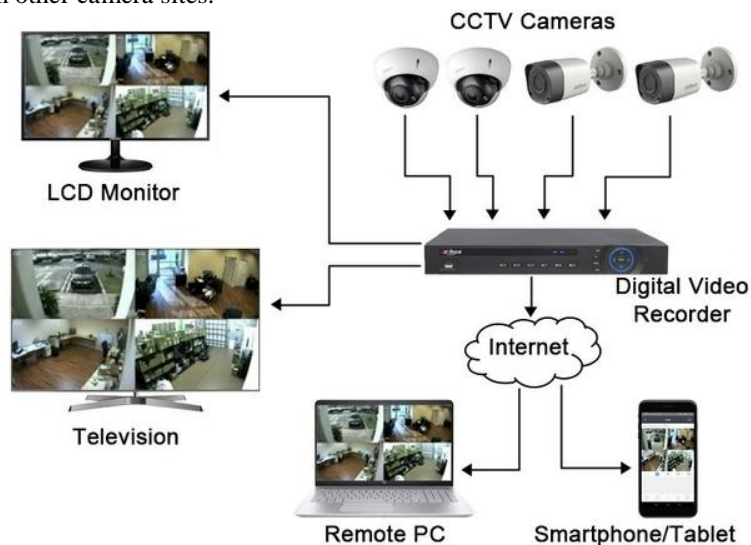 CCTV Cameras
LCD Monitor
Digital Video
Recorder
Internet
Television
Remote PC
Smartphone/Tablet